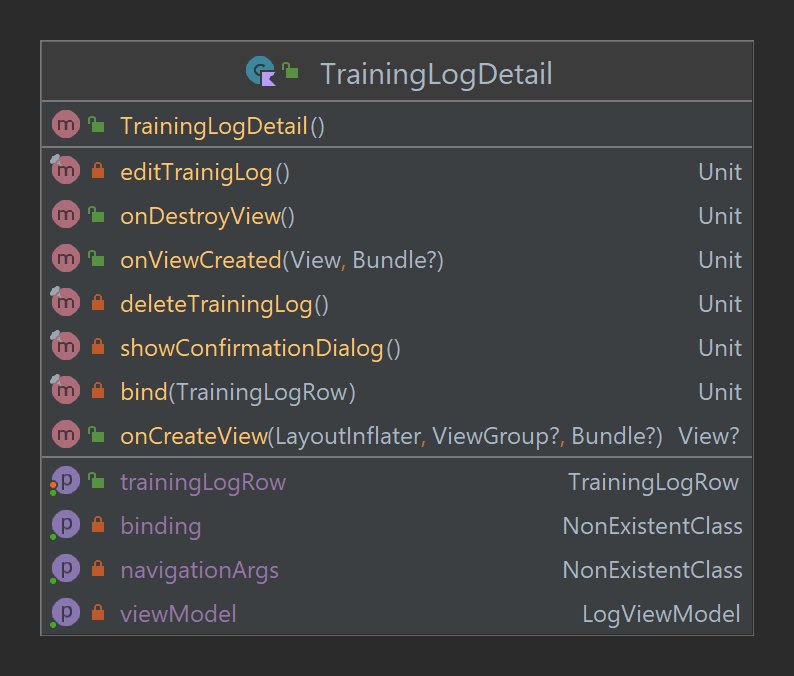 TrainingLogDetail
TrainingLogDetail()
editTrainigLog() Unit
onDestroyView() Unit
onViewCreated(View, Bundle?) Unit
deleteTrainingLog() Unit
showConfirmationDialog() Unit
bind(TrainingLogRow) Unit
onCreateView(LayoutInflater, ViewGroup?, Bundle?) View?
trainingLogRow TrainingLogRow
binding NonExistentClass
navigationArgs NonExistentClass
viewModel LogViewModel